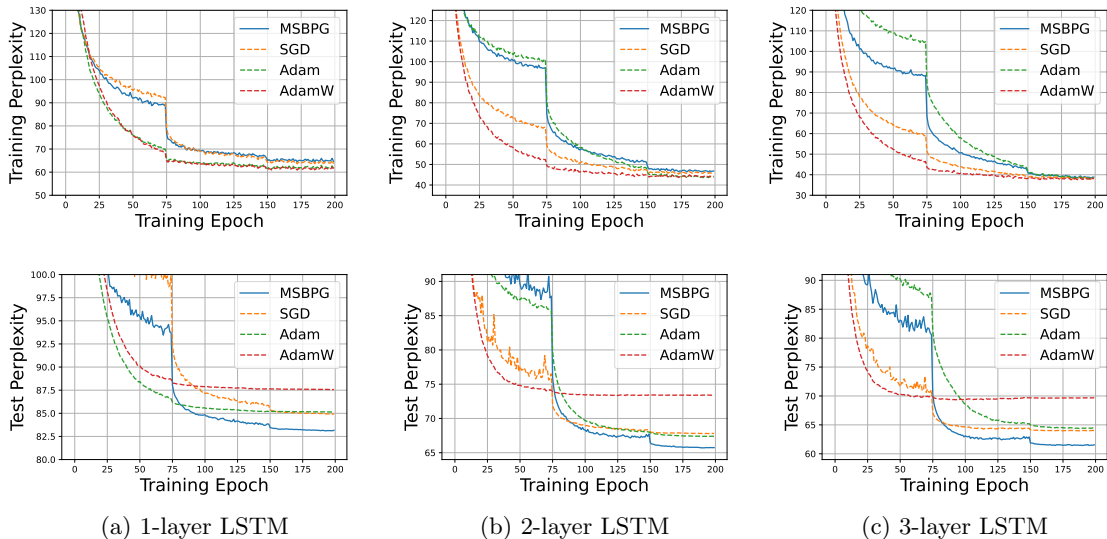 130
120
110
100
90
80
70
60
50
Training Perplexity
0 25 50 75 100 125 150 175 200
Training Epoch
MSBPG
SGD
Adam
AdamW
120
110
100
90
80
70
60
50
40
Training Perplexity
0 25 50 75 100 125 150 175 200
Training Epoch
MSBPG
SGD
Adam
AdamW
120
110
100
90
80
70
60
50
40
30
Training Perplexity
0 25 50 75 100 125 150 175 200
Training Epoch
MSBPG
SGD
Adam
AdamW
100.0
97.5
95.0
92.5
90.0
87.5
85.0
82.5
80.0
Test Perplexity
0 25 50 75 100 125 150 175 200
Training Epoch
MSBPG
SGD
Adam
AdamW
(a) 1-layer LSTM
90
85
80
75
70
65
Test Perplexity
0 25 50 75 100 125 150 175 200
Training Epoch
MSBPG
SGD
Adam
AdamW
(b) 2-layer LSTM
90
85
80
75
70
65
60
Test Perplexity
0 25 50 75 100 125 150 175 200
Training Epoch
MSBPG
SGD
Adam
AdamW
(c) 3-layer LSTM